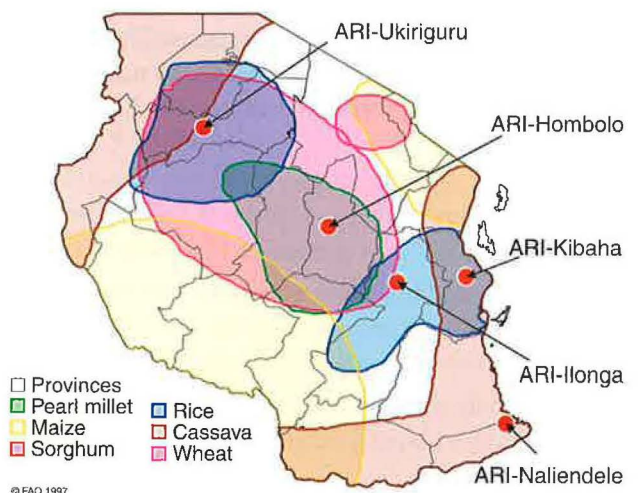 ARI-Ukiriguru
ARI-Hombolo
ARI-Kibaha
ARI-Ilonga
ARI-Naliendele
Provinces
Pearl millet
Maize
Sorghum
Rice
Cassava
Wheat
© FAO 1997